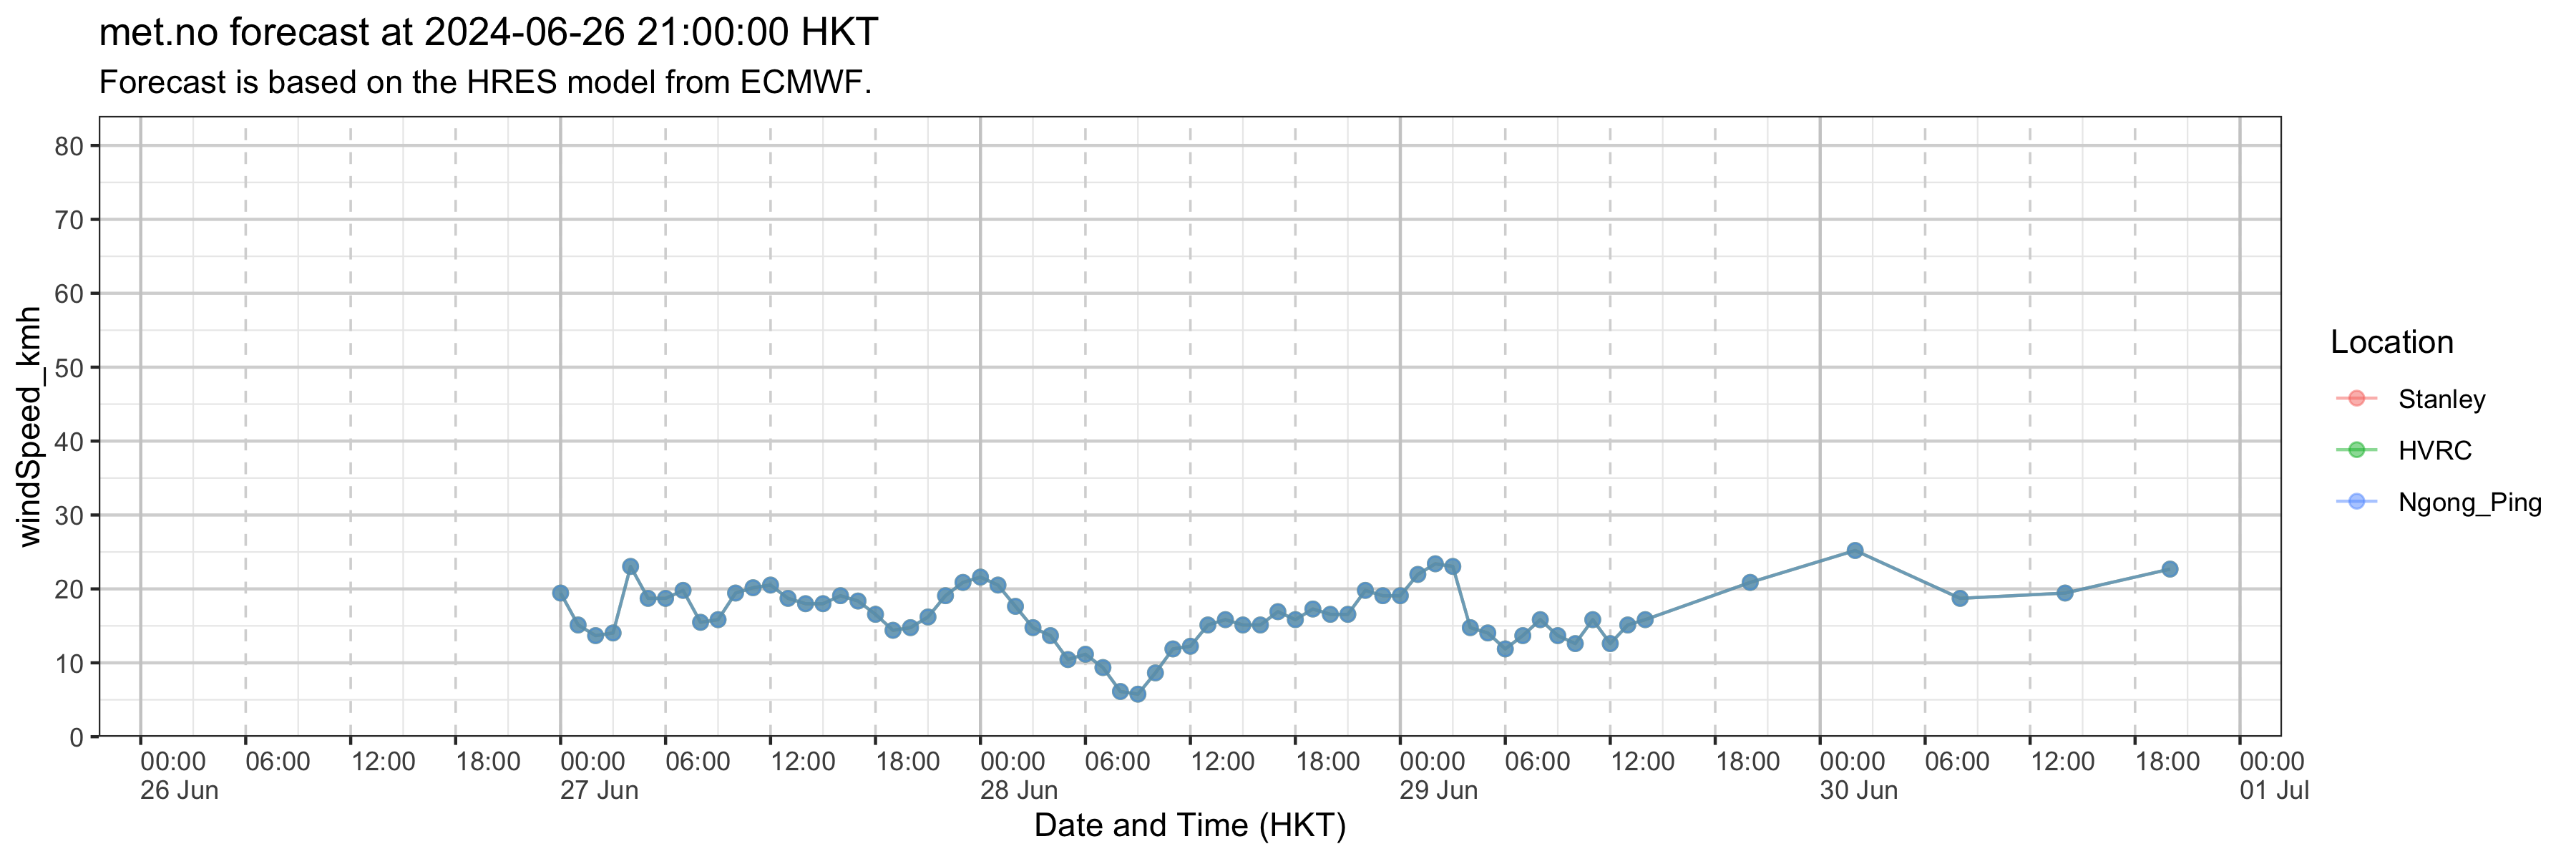 met.no forecast at 2024-06-26 21:00:00 HKT
Forecast is based on the HRES model from ECMWF.
windSpeed_kmh
80
70
60
50
40
30
20
10
0
00:00 06:00 12:00 18:00 00:00 06:00 12:00 18:00 00:00 06:00 12:00 18:00 00:00 06:00 12:00 18:00 00:00 06:00 12:00 18:00 00:00
26 Jun 27 Jun 28 Jun 29 Jun 30 Jun 01 Jul
Date and Time (HKT)
Location
Stanley
HVRC
Ngong_Ping